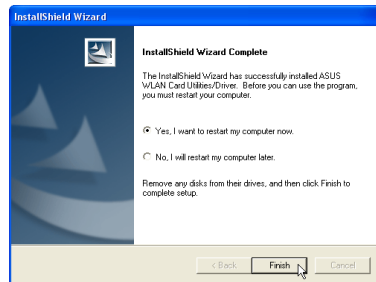 InstallShield Wizard
InstallShield Wizard Complete
The InstallShield Wizard has successfully installed ASUS
WLAN Card Utilities/Driver. Before you can use the program,
you must restart your computer.
Yes, I want to restart my computer now.
No, I will restart my computer later.
Remove any disks from their drives, and then click Finish to
complete setup.
< Back
Finish
Cancel